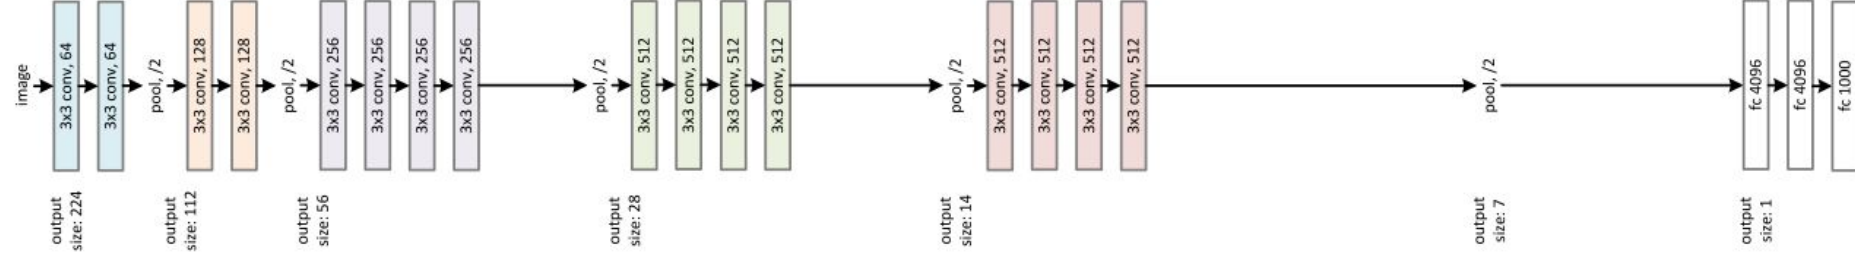 image
3x3 conv, 64
3x3 conv, 64
pool, /2
3x3 conv, 128
3x3 conv, 128
pool, /2
3x3 conv, 256
3x3 conv, 256
3x3 conv, 256
3x3 conv, 256
pool, /2
3x3 conv, 512
3x3 conv, 512
3x3 conv, 512
3x3 conv, 512
pool, /2
3x3 conv, 512
3x3 conv, 512
3x3 conv, 512
3x3 conv, 512
pool, /2
fc 4096
fc 4096
fc 1000
output
size: 224
output
size: 112
output
size: 56
output
size: 28
output
size: 14
output
size: 7
output
size: 1